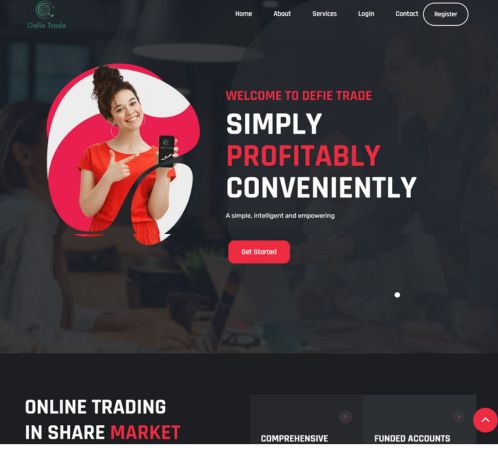 Defie Trade
Home About Services Login Contact Register
WELCOME TO DEFIE TRADE
SIMPLY
PROFITABLY
CONVENIENTLY
A simple, intelligent and empowering
Get Started
ONLINE TRADING
IN SHARE MARKET
COMPREHENSIVE
FUNDED ACCOUNTS